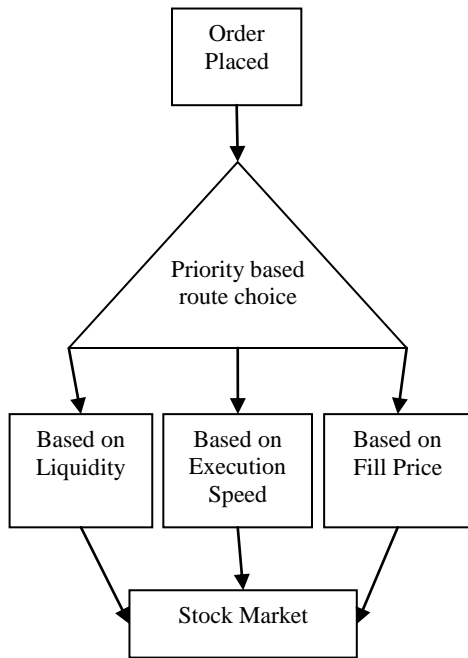 Order
Placed
Priority based
route choice
Based on
Liquidity
Based on
Execution
Speed
Based on
Fill Price
Stock Market